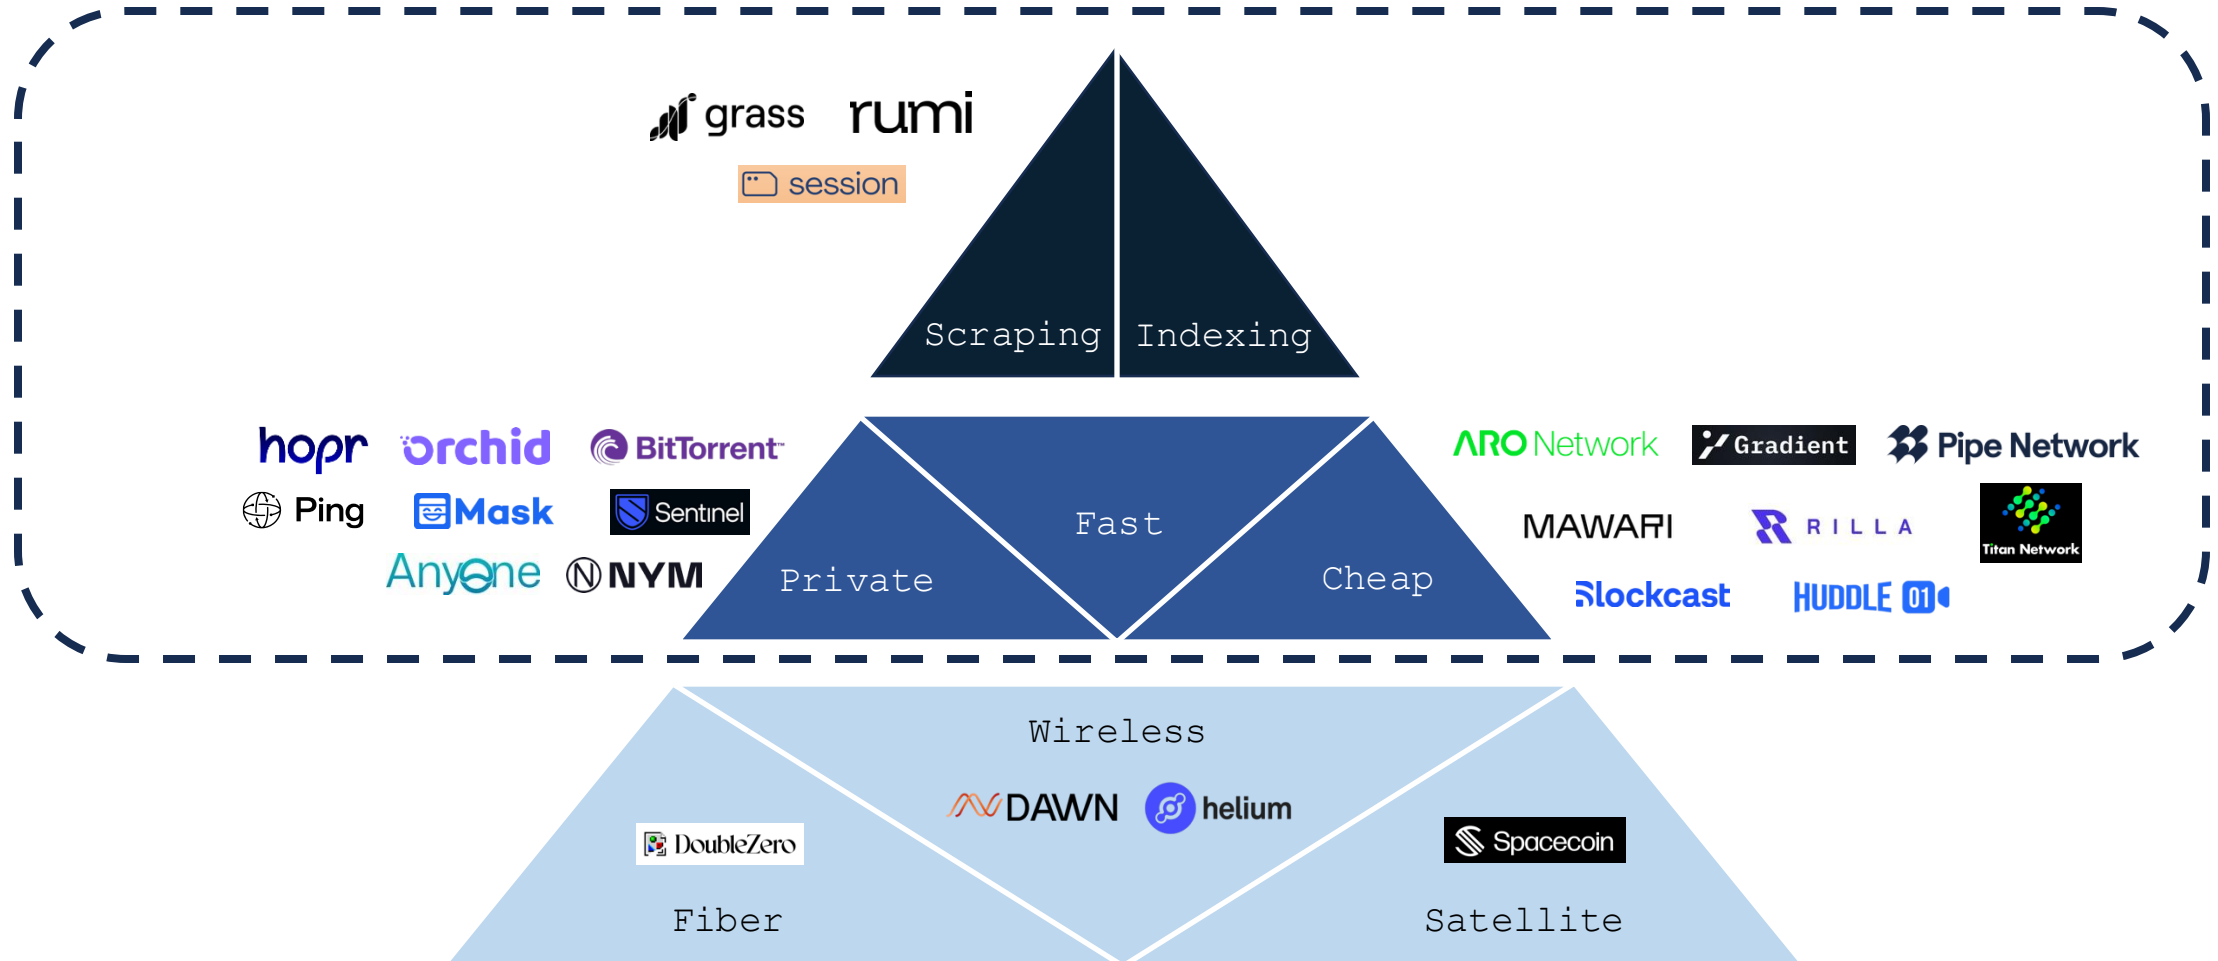 grass rumi
session
Scraping Indexing
hopr orchid BitTorrent™
ARO Network Gradient Pipe Network
Ping Mask Sentinel
MAWARI RILLA Titan Network
Fast
Anyone NYM
Private
Cheap
Blockcast HUDDLE 01
Wireless
DAWN helium
DoubleZero
Spacecoin
Fiber
Satellite